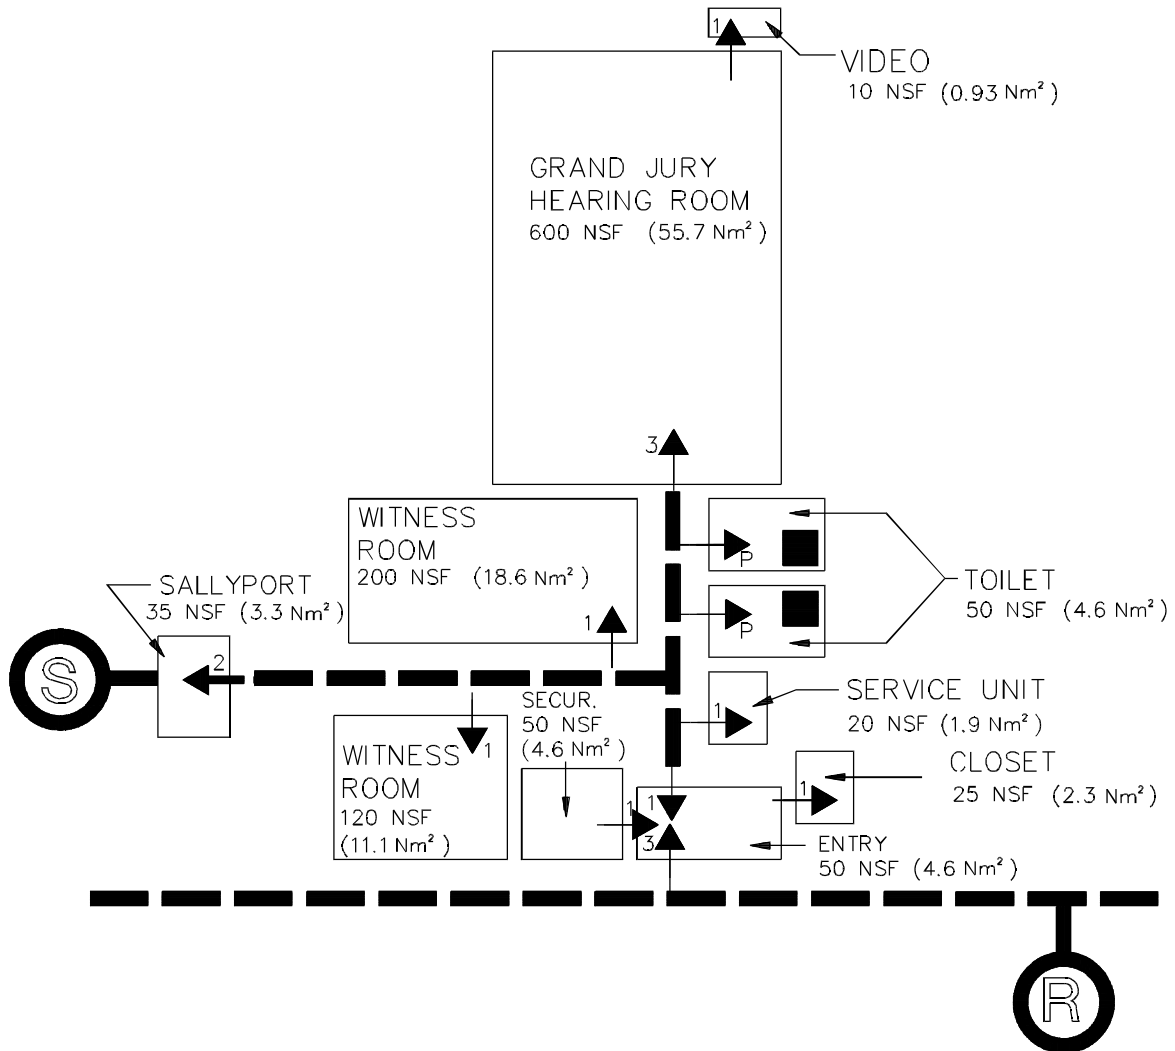 1
VIDEO
10 NSF (0.93 Nm²)
GRAND JURY
HEARING ROOM
600 NSF (55.7 Nm²)
3
WITNESS
ROOM
200 NSF (18.6 Nm²)
1
P
P
TOILET
50 NSF (4.6 Nm²)
SALLYPORT
35 NSF (3.3 Nm²)
S
2
SECUR.
50 NSF
(4.6 Nm²)
1
SERVICE UNIT
20 NSF (1.9 Nm²)
WITNESS
ROOM
120 NSF
(11.1 Nm²)
1
1
1
3
CLOSET
25 NSF (2.3 Nm²)
1
ENTRY
50 NSF (4.6 Nm²)
R